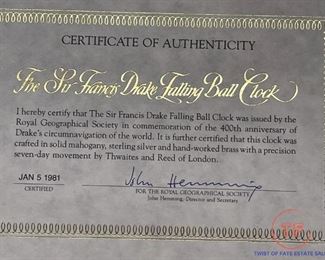 CERTIFICATE OF AUTHENTICITY
The Sir Francis Drake Falling Ball Clock
I hereby certify that The Sir Francis Drake Falling Ball Clock was issued by the
Royal Geographical Society in commemoration of the 400th anniversary of
Drake's circumnavigation of the world. It is further certified that this clock was
crafted in solid mahogany, sterling silver and hand-worked brass with a precision
seven-day movement by Thwaites and Reed of London.
JAN 5 1981
CERTIFIED
John Hemming
FOR THE ROYAL GEOGRAPHICAL SOCIETY
John Hemming, Director and Secretary
TWIST OF FATE ESTATE SALES